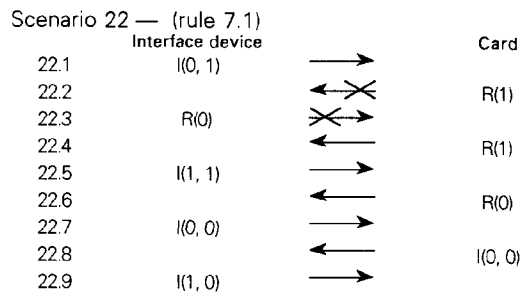 Scenario 22 — (rule 7.1)
Interface device Card
22.1 I(0, 1)
22.2 R(1)
22.3 R(0)
22.4 R(1)
22.5 I(1, 1)
22.6 R(0)
22.7 I(0, 0)
22.8 I(0, 0)
22.9 I(1, 0)